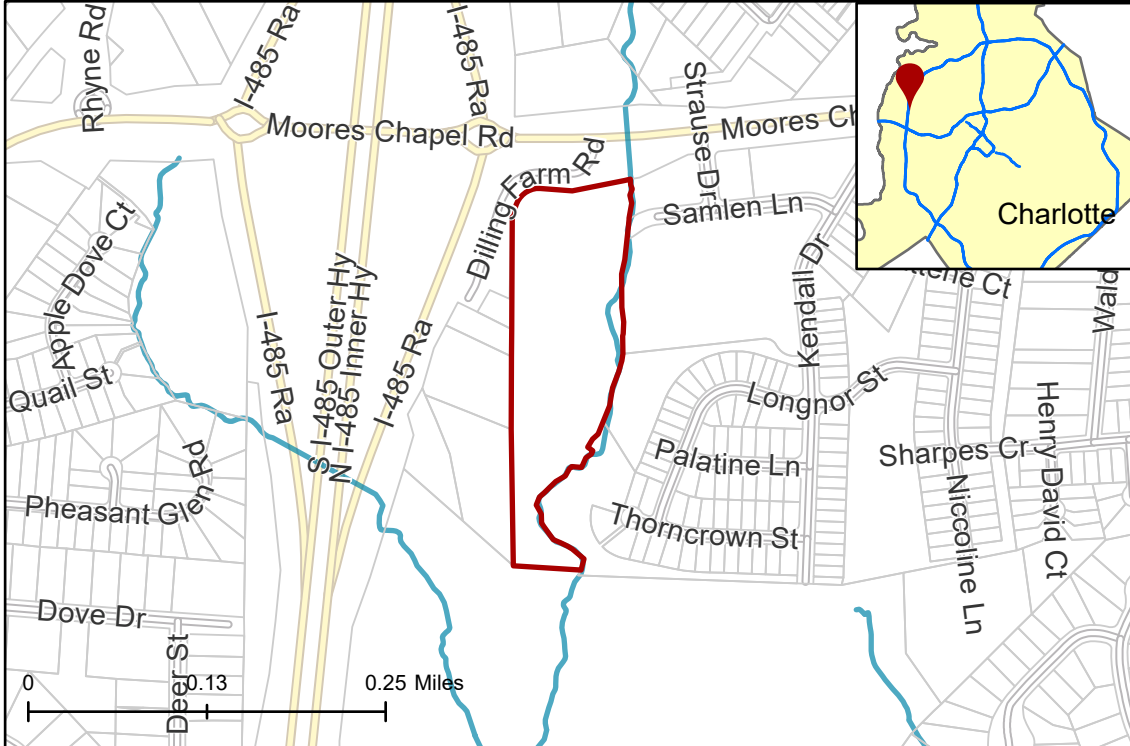 Rhyne Rd
I-485 Ra
I-485 Ra
Moores Chapel Rd
Strause Dr
Moores Ch
Dilling Farm Rd
Samlen Ln
Charlotte
Apple Dove Ct
Kendall Dr
Ct
I-485 Ra
S I-485 Outer Hy
N I-485 Inner Hy
I-485 Ra
Quail St
Longnor St
Henry David Ct
Palatine Ln
Sharpes Cr
Pheasant Glen Rd
Thorncrown St
Niccoline Ln
Dove Dr
Deer St
0
0.13
0.25 Miles